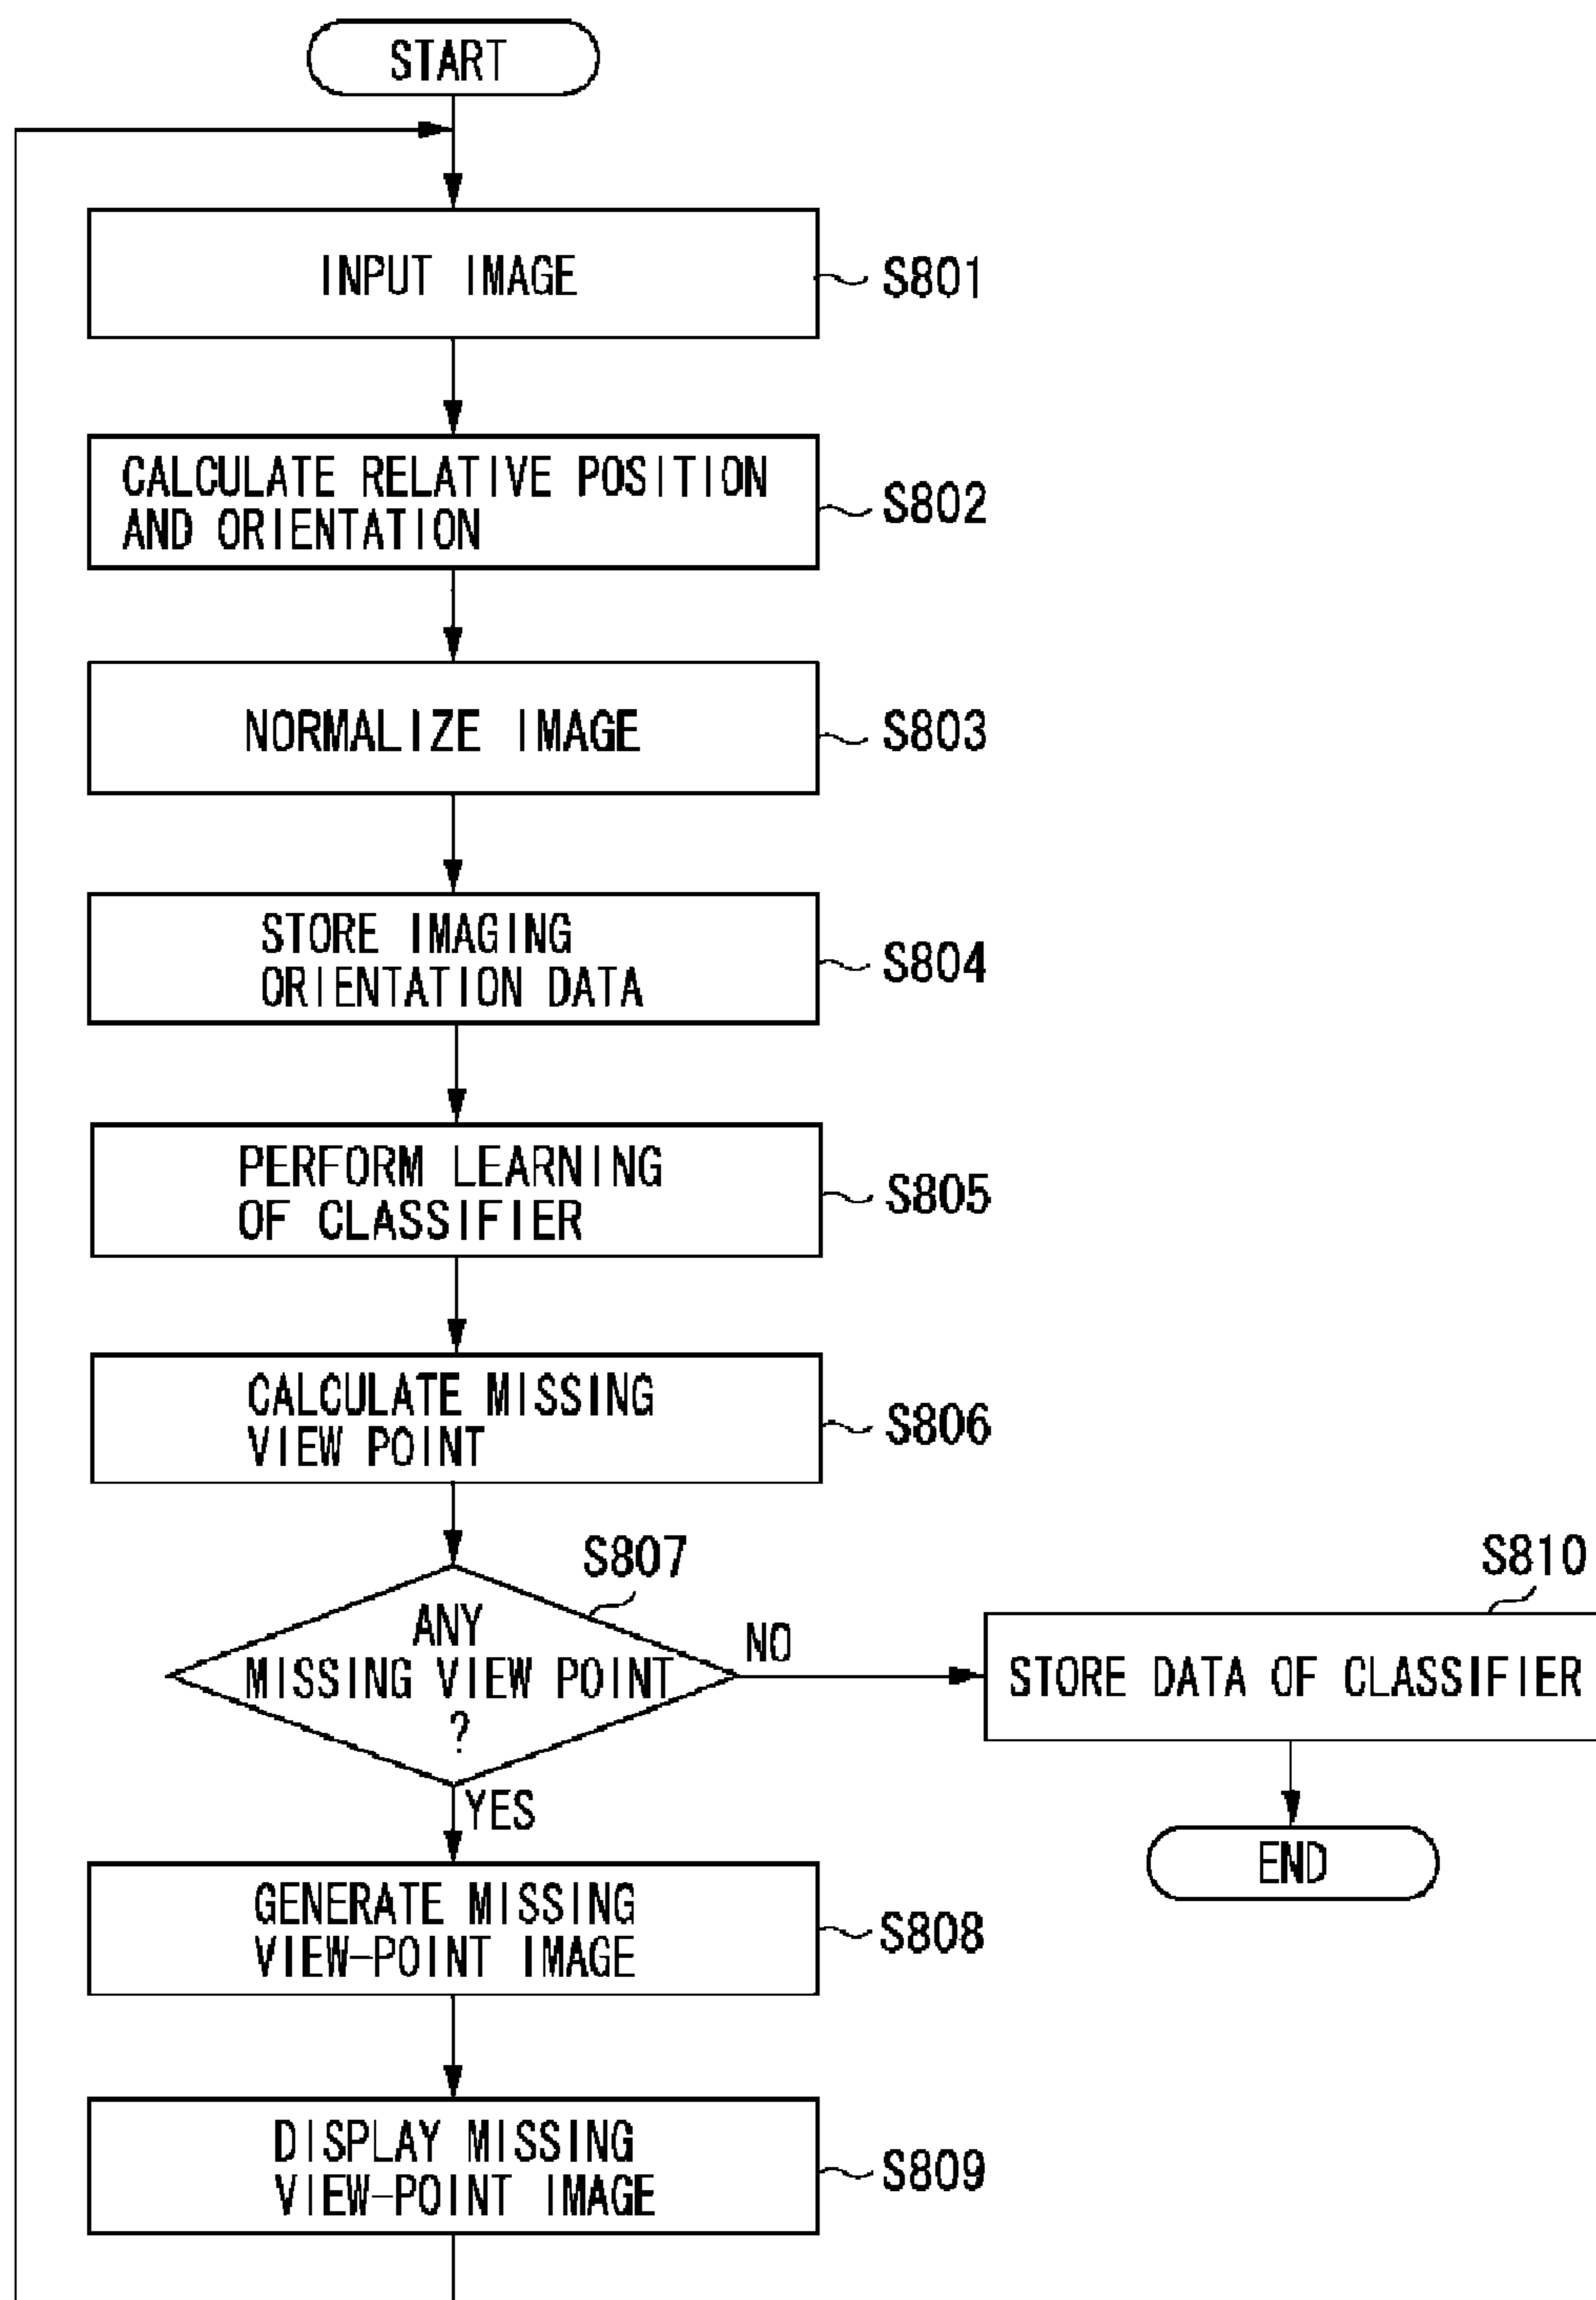 START
INPUT IMAGE
S801
CALCULATE RELATIVE POSITION
AND ORIENTATION
S802
NORMALIZE IMAGE
S803
STORE IMAGING
ORIENTATION DATA
S804
PERFORM LEARNING
OF CLASSIFIER
S805
CALCULATE MISSING
VIEW POINT
S806
S807
ANY
MISSING VIEW POINT
?
NO
YES
S810
STORE DATA OF CLASSIFIER
END
GENERATE MISSING
VIEW-POINT IMAGE
S808
DISPLAY MISSING
VIEW-POINT IMAGE
S809